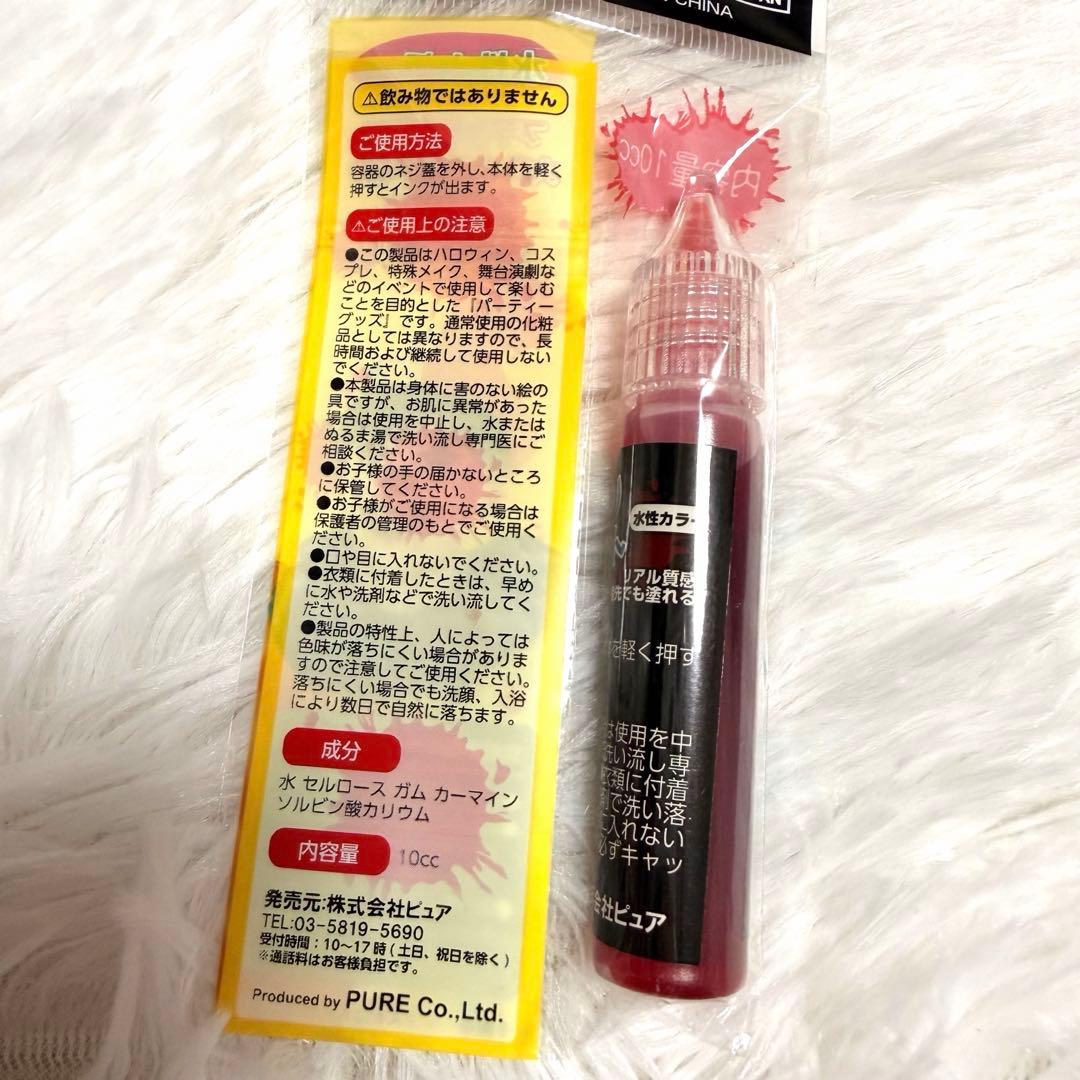 CHINA
⚠飲み物ではありません
ご使用方法
容器のネジ蓋を外し、本体を軽く
押すとインクが出ます。
⚠ご使用上の注意
●この製品はハロウィン、コス
プレ、特殊メイク、舞台演劇な
どのイベントで使用して楽しむ
ことを目的とした『パーティー
グッズ』です。通常使用の化粧
品としては異なりますので、長
時間および継続して使用しない
でください。
●本製品は身体に害のない絵の
具ですが、お肌に異常があった
場合は使用を中止し、水または
ぬるま湯で洗い流し専門医にご
相談ください。
●お子様の手の届かないところ
に保管してください。
●お子様がご使用になる場合は
保護者の管理のもとでご使用く
ださい。
●口や目に入れないでください。
●衣類に付着したときは、早め
に水や洗剤などで洗い流してく
ださい。
●製品の特性上、人によっては
色味が落ちにくい場合がありま
すので注意してご使用ください。
落ちにくい場合でも洗顔、入浴
により数日で自然に落ちます。
成分
水 セルロース ガム カーマイン
ソルビン酸カリウム
内容量 10cc
発売元:株式会社ピュア
TEL:03-5819-5690
受付時間：10〜17時(土日、祝日を除く)
※通話料はお客様負担です。
Produced by PURE Co.,Ltd.
内容量10cc
水性カラー
リアル質感
先でも塗れる
を軽く押す
は使用を中
洗い流し専
衣類に付着
で洗い落
に入れない
必ずキャッ
会社ピュア